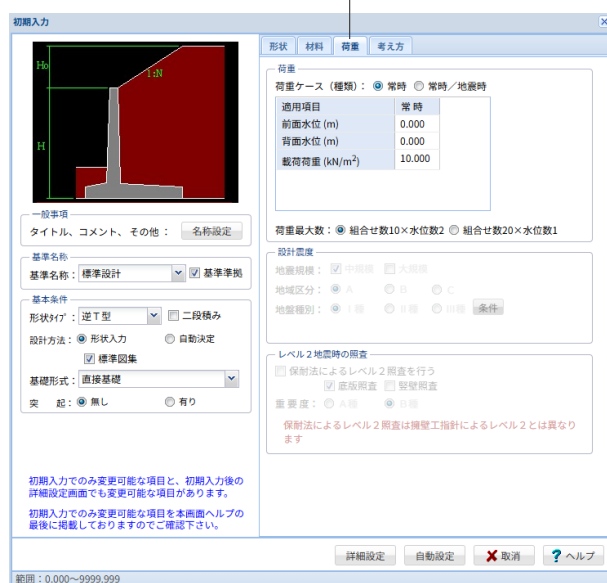 初期入力
Ho
1:N
H
一般事項
タイトル、コメント、その他： 名称設定
基準名称
基準名称： 標準設計 基準準拠
基本条件
形状ﾀｲﾌﾟ： 逆T型 二段積み
設計方法： 形状入力 自動決定
標準図集
基礎形式： 直接基礎
突 起： 無し 有り
初期入力でのみ変更可能な項目と、初期入力後の
詳細設定画面でも変更可能な項目があります。
初期入力でのみ変更可能な項目を本画面ヘルプの
最後に掲載しておりますのでご確認下さい。
形状 材料 荷重 考え方
荷重
荷重ケース（種類）： 常時 常時／地震時
適用項目 常 時
前面水位 (m) 0.000
背面水位 (m) 0.000
載荷荷重 (kN/m²) 10.000
荷重最大数： 組合せ数10×水位数2 組合せ数20×水位数1
設計震度
地震規模： 中規模 大規模
地域区分： A B C
地盤種別： I 種 II 種 III種 条件
レベル２地震時の照査
保耐法によるレベル２照査を行う
底版照査 竪壁照査
重 要 度： A 種 B 種
保耐法によるレベル２照査は擁壁工指針によるレベル２とは異なり
ます
詳細設定 自動設定 取消 ヘルプ
範囲：0.000～9999.999